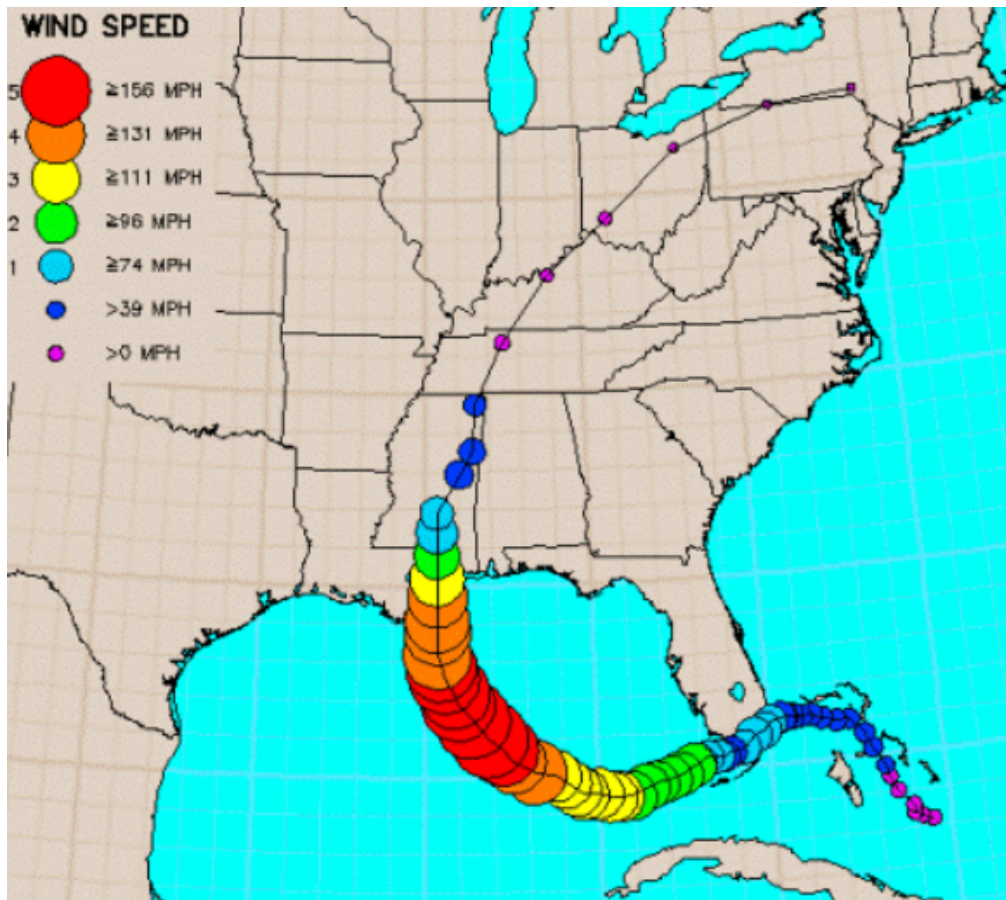 WIND SPEED
5 ≧156 MPH
4 ≧131 MPH
3 ≧111 MPH
2 ≧96 MPH
1 ≧74 MPH
>39 MPH
>0 MPH